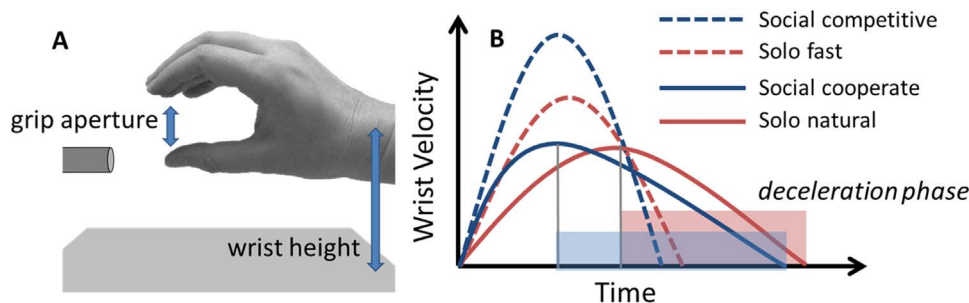 A
grip aperture
wrist height
B
Wrist Velocity
Time
Social competitive
Solo fast
Social cooperate
Solo natural
deceleration phase